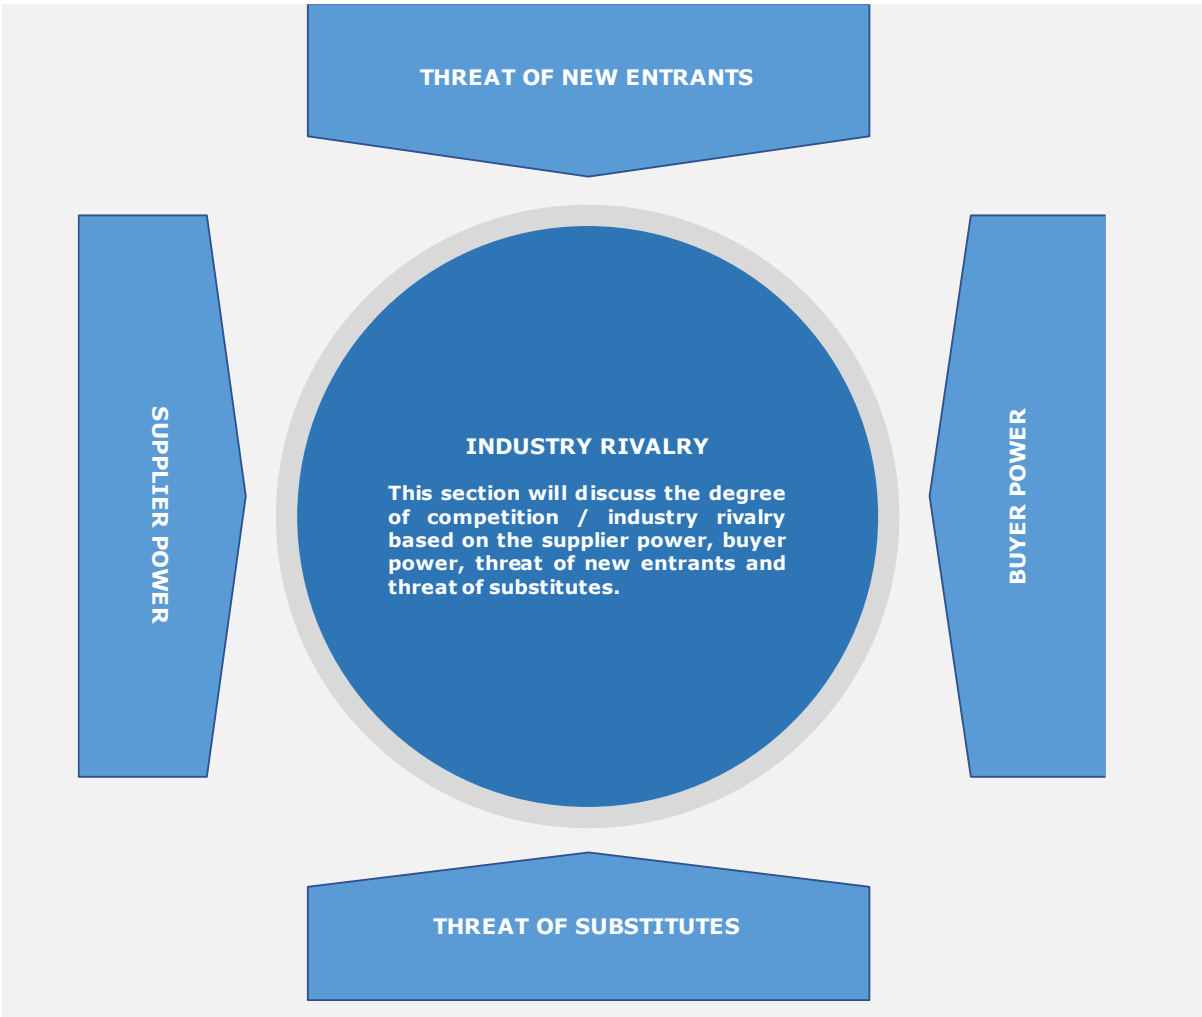 THREAT OF NEW ENTRANTS
SUPPLIER POWER
INDUSTRY RIVALRY
This section will discuss the degree
of competition / industry rivalry
based on the supplier power, buyer
power, threat of new entrants and
threat of substitutes.
BUYER POWER
THREAT OF SUBSTITUTES